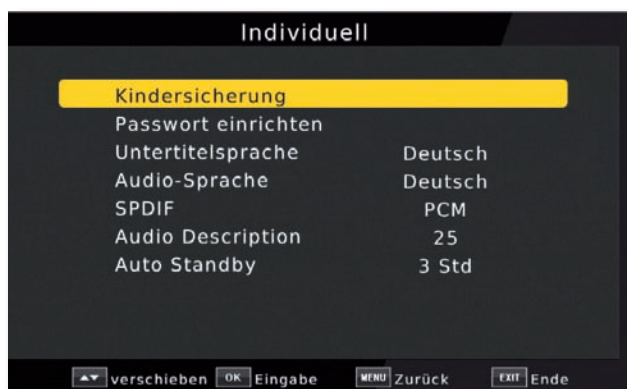 Individuell
Kindersicherung
Passwort einrichten
Untertitelsprache Deutsch
Audio-Sprache Deutsch
SPDIF PCM
Audio Description 25
Auto Standby 3 Std
▲▼ verschieben OK Eingabe MENU Zurück EXIT Ende